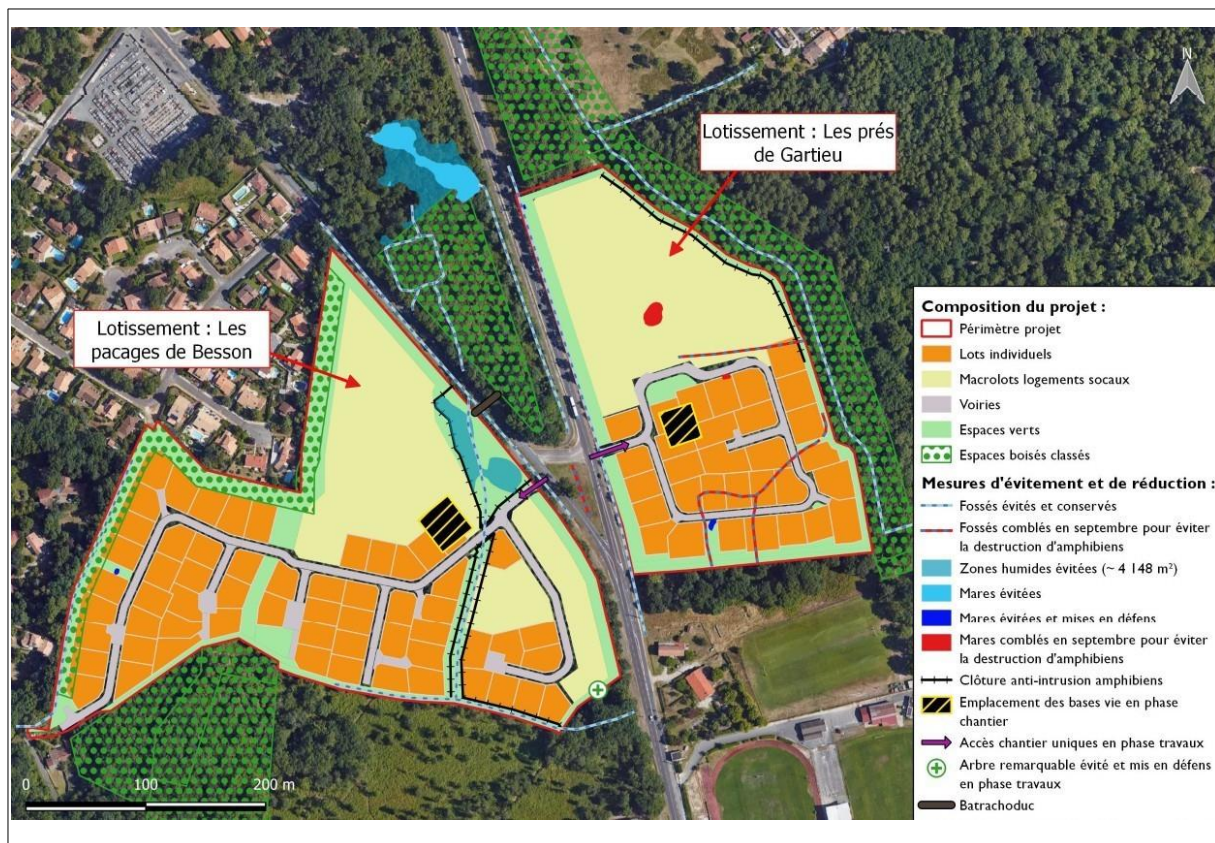 N
Lotissement : Les prés
de Gartieu
Lotissement : Les
pacages de Besson
Composition du projet :
Périmètre projet
Lots individuels
Macrolots logements socaux
Voiries
Espaces verts
Espaces boisés classés
Mesures d'évitement et de réduction :
Fossés évités et conservés
Fossés comblés en septembre pour éviter
la destruction d'amphibiens
Zones humides évitées (~ 4 148 m²)
Mares évitées
Mares évitées et mises en défens
Mares comblés en septembre pour éviter
la destruction d'amphibiens
Clôture anti-intrusion amphibiens
Emplacement des bases vie en phase
chantier
Accès chantier uniques en phase travaux
Arbre remarquable évité et mis en défens
en phase travaux
Batrachoduc
0 100 200 m